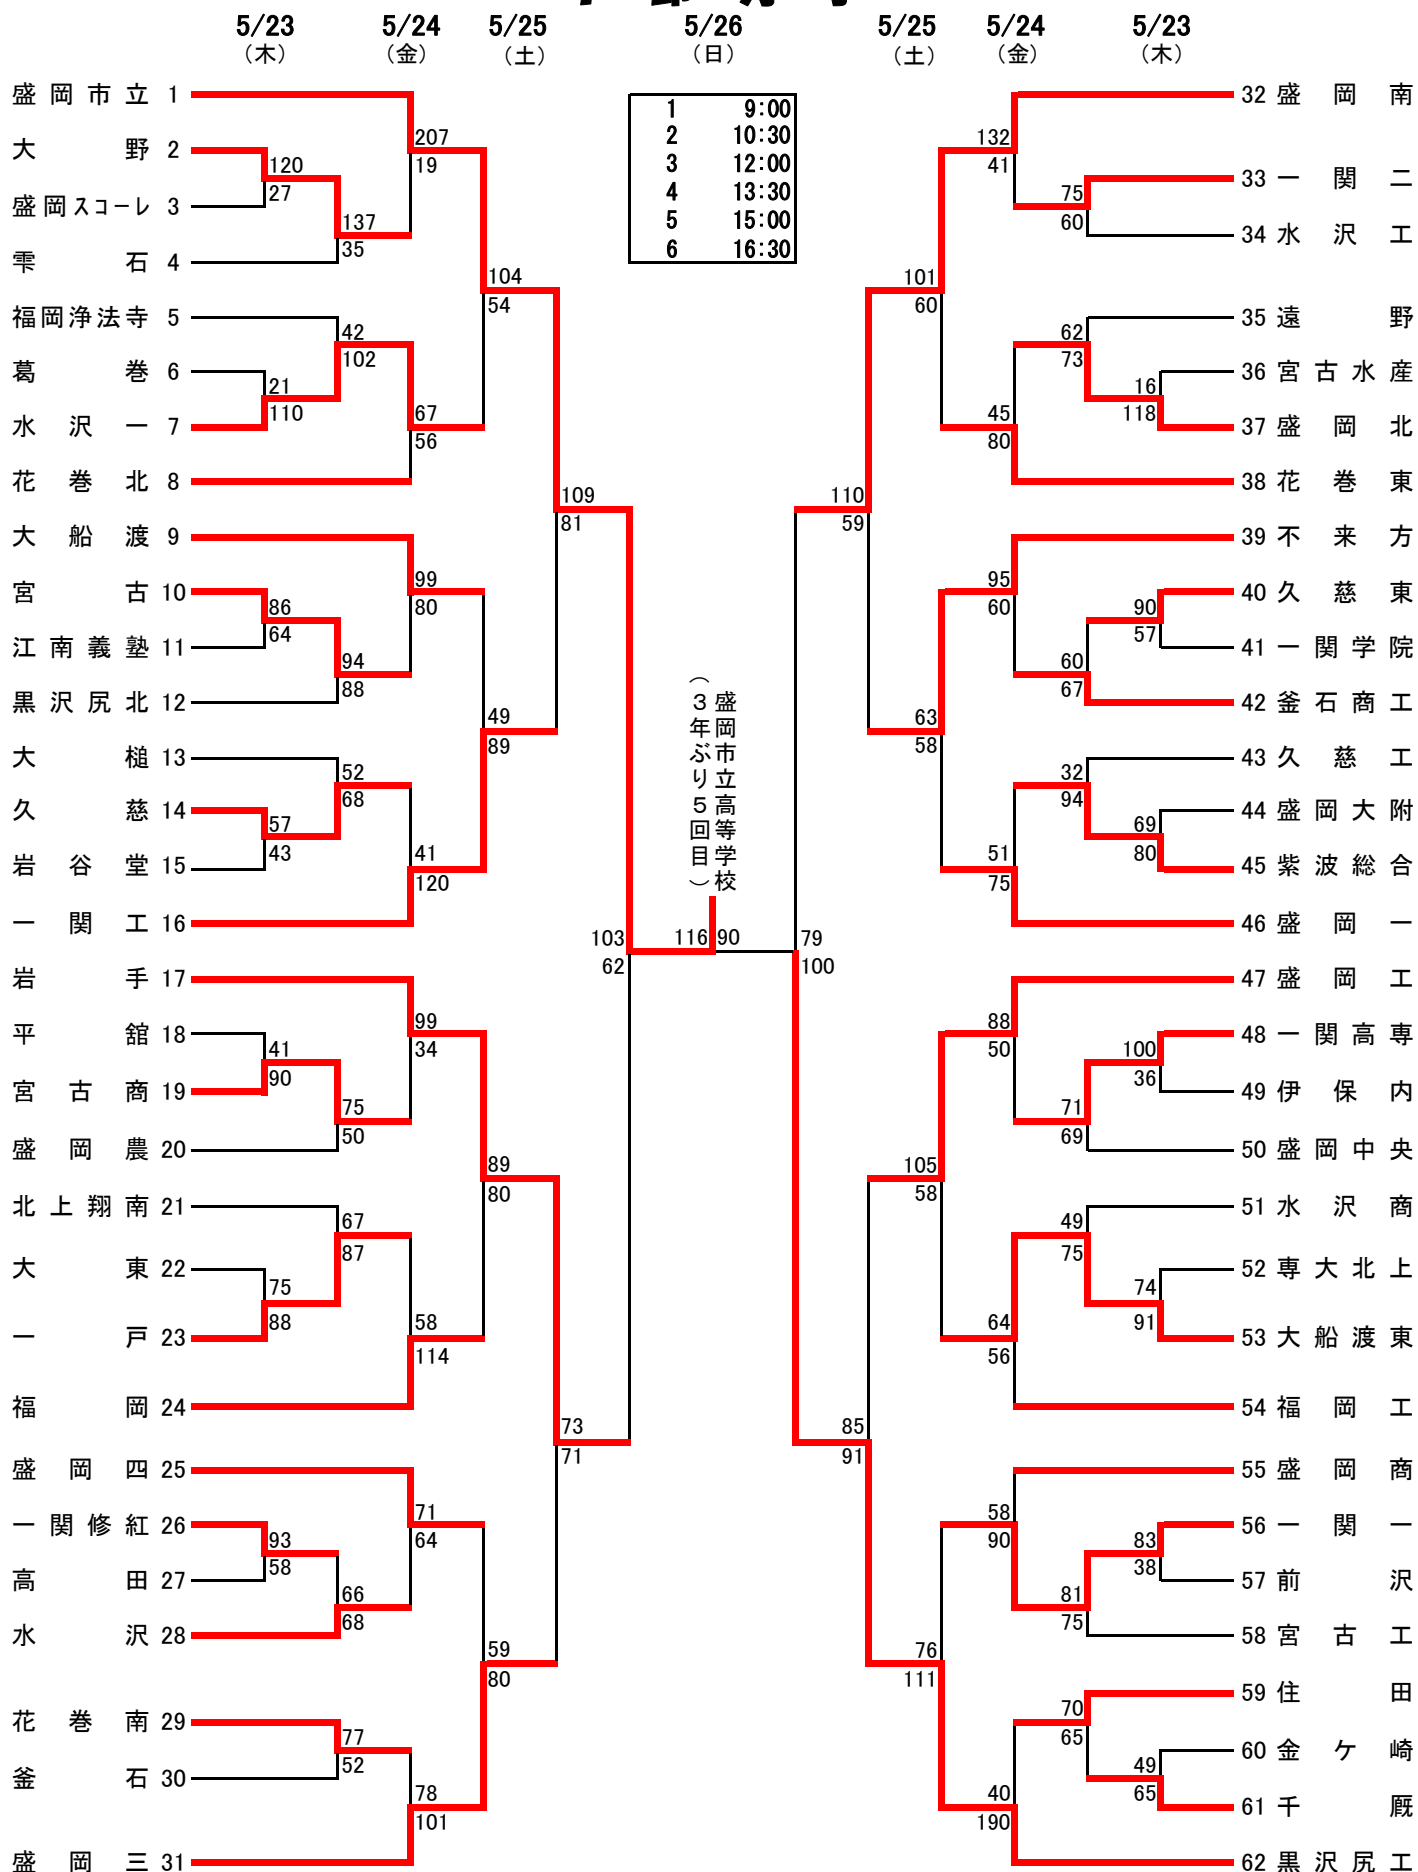 5/23 5/24 5/25 5/26 5/25 5/24 5/23
(木) (金) (土) (日) (土) (金) (木)
1 9:00
2 10:30
3 12:00
4 13:30
5 15:00
6 16:30
盛岡市立 1
大野 2
盛岡スコーレ 3
雫石 4
福岡浄法寺 5
葛巻 6
水沢一 7
花巻北 8
大船渡 9
宮古 10
江南義塾 11
黒沢尻北 12
大槌 13
久慈 14
岩谷堂 15
一関工 16
岩手 17
平舘 18
宮古商 19
盛岡農 20
北上翔南 21
大東 22
一戸 23
福岡 24
盛岡四 25
一関修紅 26
高田 27
水沢 28
花巻南 29
釜石 30
盛岡三 31
120
27
21
110
86
64
57
43
41
90
75
88
93
58
137
35
42
102
94
88
52
68
75
50
67
87
66
68
77
52
207
19
67
56
99
80
41
120
99
34
58
114
71
64
78
101
104
54
49
89
89
80
59
80
109
81
73
71
103
62
盛岡市立高等学校
(3年ぶり5回目)
116 90
79
100
110
59
85
91
101
60
63
58
105
58
76
111
132
41
45
80
95
60
51
75
88
50
64
56
58
90
40
190
75
60
62
73
60
67
32
94
71
69
49
75
81
75
70
65
16
118
90
57
69
80
100
36
74
91
83
38
49
65
32 盛岡南
33 一関二
34 水沢工
35 遠野
36 宮古水産
37 盛岡北
38 花巻東
39 不来方
40 久慈東
41 一関学院
42 釜石商工
43 久慈工
44 盛岡大附
45 紫波総合
46 盛岡一
47 盛岡工
48 一関高専
49 伊保内
50 盛岡中央
51 水沢商
52 専大北上
53 大船渡東
54 福岡工
55 盛岡商
56 一関一
57 前沢
58 宮古工
59 住田
60 金ケ崎
61 千厩
62 黒沢尻工